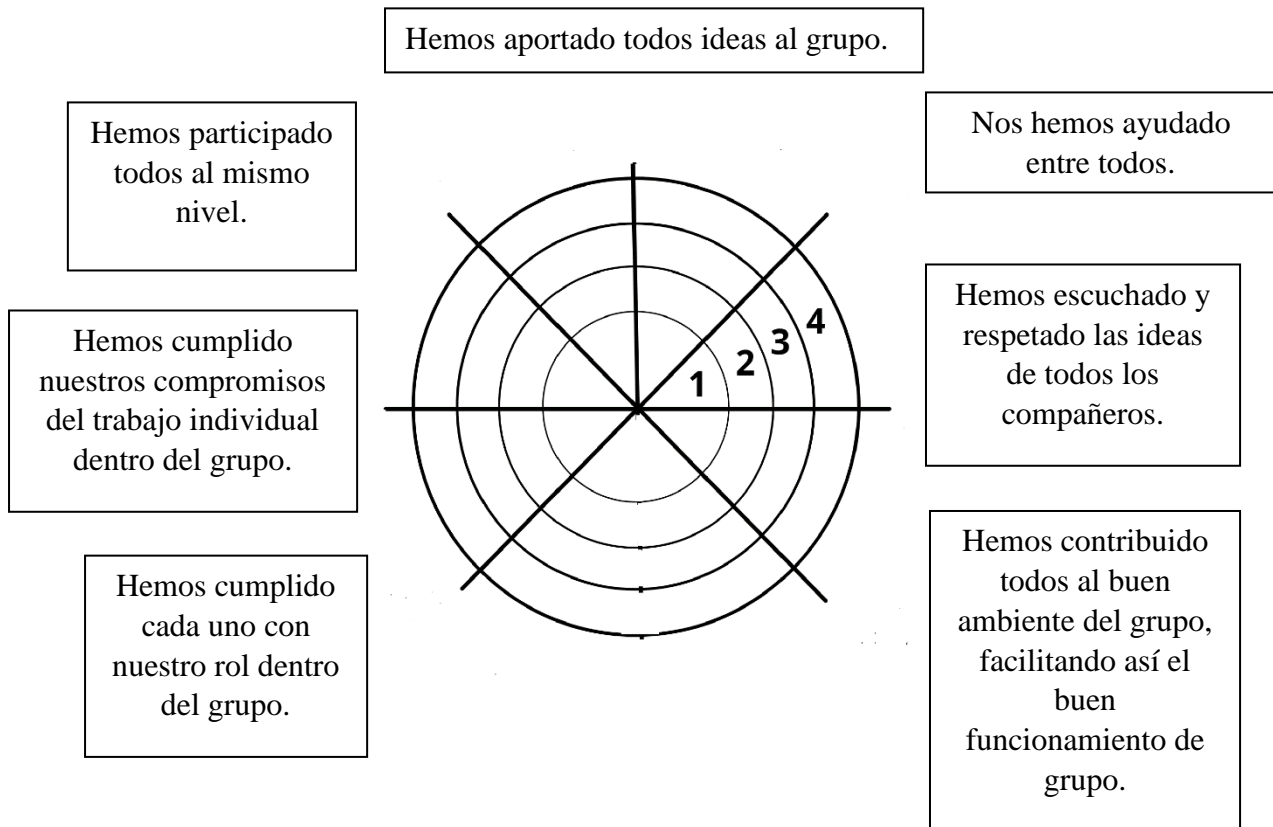 Hemos aportado todos ideas al grupo.
Hemos participado
todos al mismo
nivel.
Nos hemos ayudado
entre todos.
Hemos cumplido
nuestros compromisos
del trabajo individual
dentro del grupo.
1
2
3
4
Hemos escuchado y
respetado las ideas
de todos los
compañeros.
Hemos cumplido
cada uno con
nuestro rol dentro
del grupo.
Hemos contribuido
todos al buen
ambiente del grupo,
facilitando así el
buen
funcionamiento de
grupo.